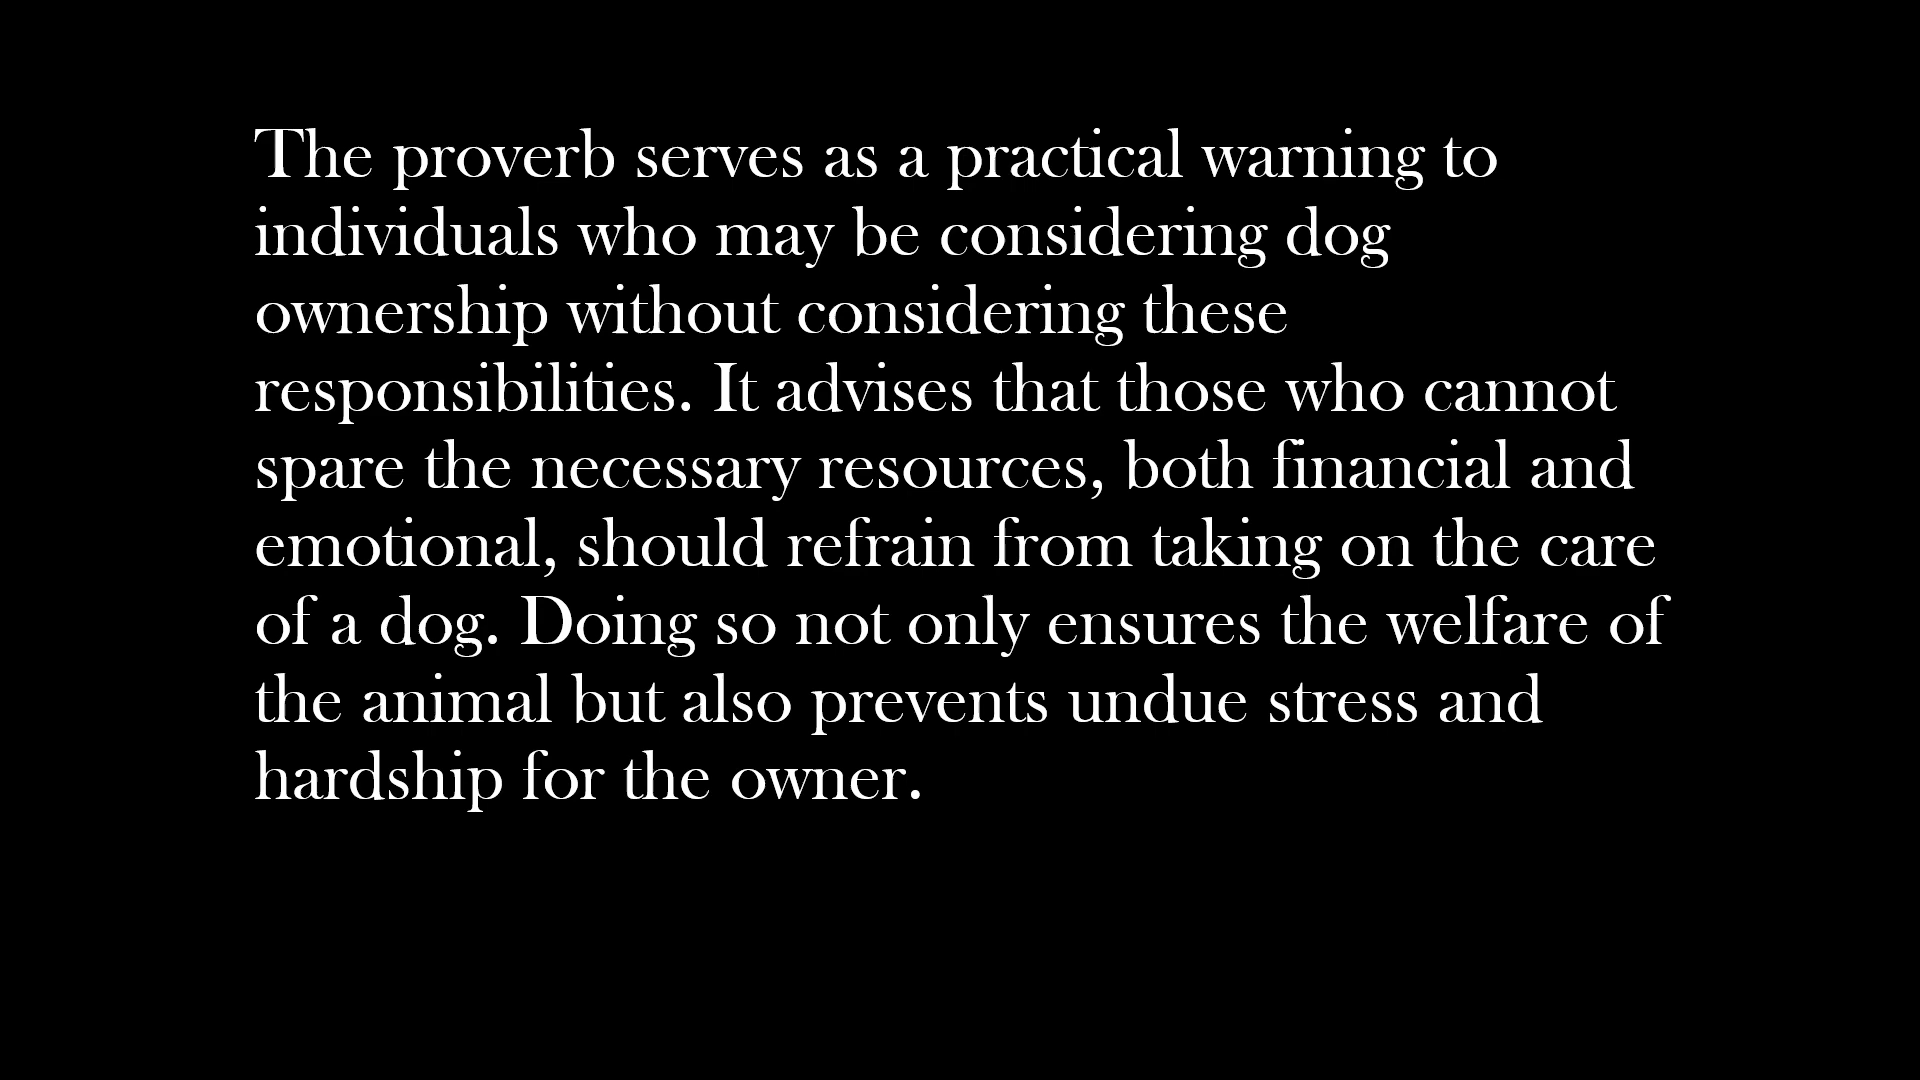 The proverb serves as a practical warning to
individuals who may be considering dog
ownership without considering these
responsibilities. It advises that those who cannot
spare the necessary resources, both financial and
emotional, should refrain from taking on the care
of a dog. Doing so not only ensures the welfare of
the animal but also prevents undue stress and
hardship for the owner.